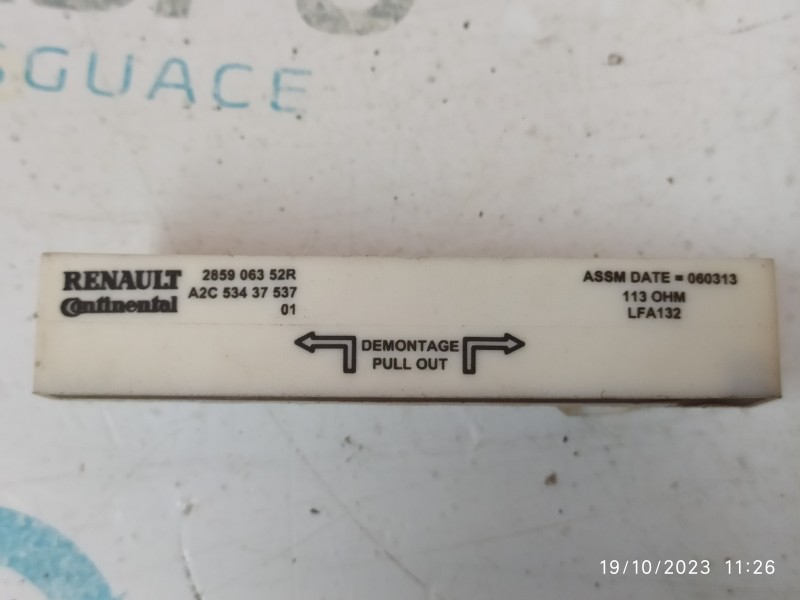 SGUACE
RENAULT
Continental
2859 063 52R
A2C 534 37 537
01
DEMONTAGE
PULL OUT
ASSM DATE = 060313
113 OHM
LFA132
19/10/2023 11:26